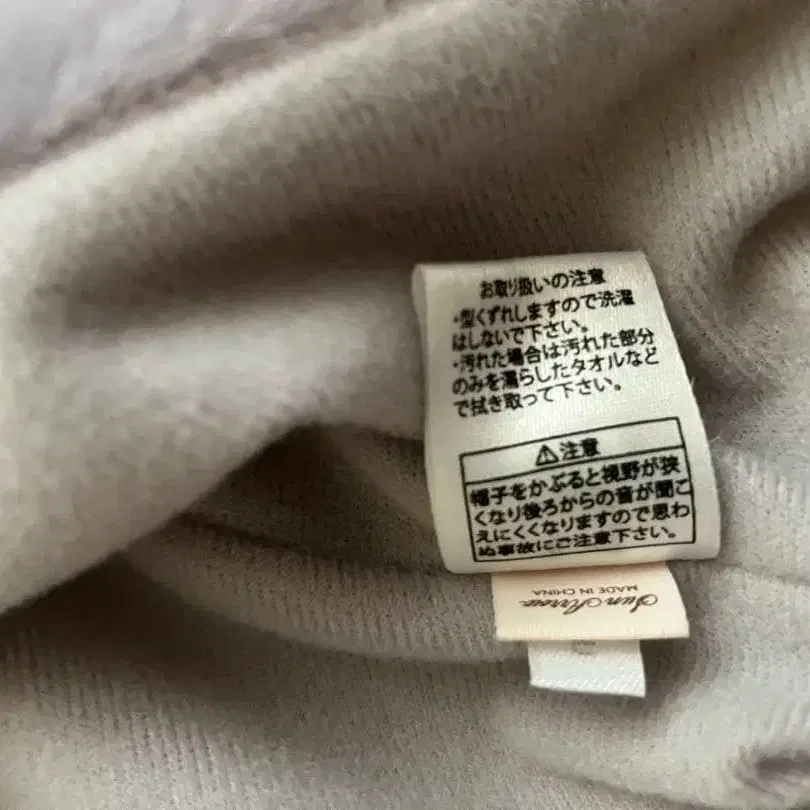 お取り扱いの注意
・型くずれしますので洗濯
はしないで下さい。
・汚れた場合は汚れた部分
のみを濡らしたタオルなど
で拭き取って下さい。
⚠注意
帽子をかぶると視野が狭
くなり後ろからの音が聞こ
えにくくなりますので思わ
ぬ事故にご注意下さい。
MADE IN CHINA
Sun Arrow